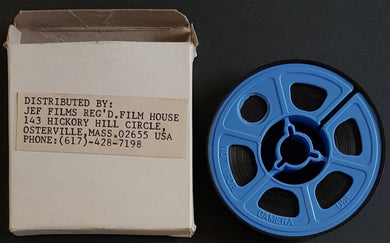 DISTRIBUTED BY:
JEF FILMS REG'D.FILM HOUSE
143 HICKORY HILL CIRCLE,
OSTERVILLE,MASS.02655 USA
PHONE:(617)-428-7198
CAMERA